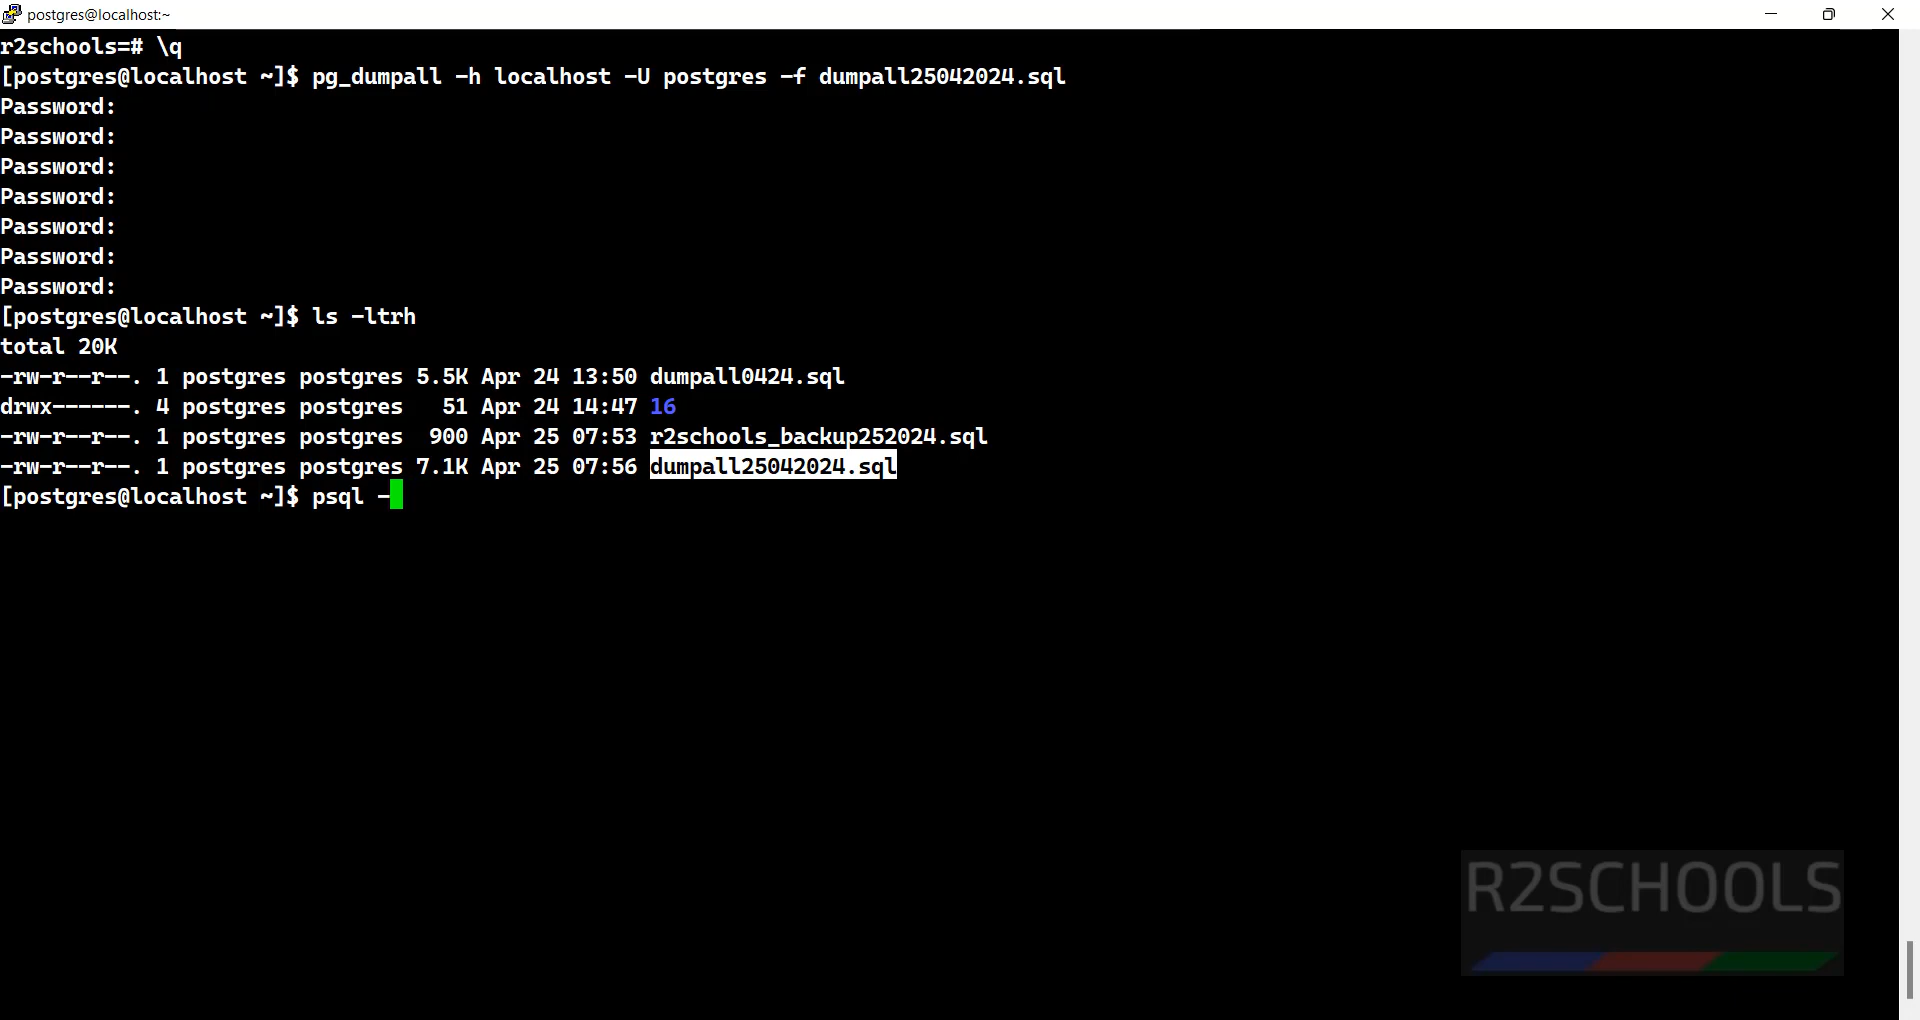 postgres@localhost:~
r2schools=# \q
[postgres@localhost ~]$ pg_dumpall -h localhost -U postgres -f dumpall25042024.sql
Password:
Password:
Password:
Password:
Password:
Password:
Password:
[postgres@localhost ~]$ ls -ltrh
total 20K
-rw-r--r--. 1 postgres postgres 5.5K Apr 24 13:50 dumpall0424.sql
drwx------. 4 postgres postgres   51 Apr 24 14:47 16
-rw-r--r--. 1 postgres postgres  900 Apr 25 07:53 r2schools_backup252024.sql
-rw-r--r--. 1 postgres postgres 7.1K Apr 25 07:56 dumpall25042024.sql
[postgres@localhost ~]$ psql -
R2SCHOOLS